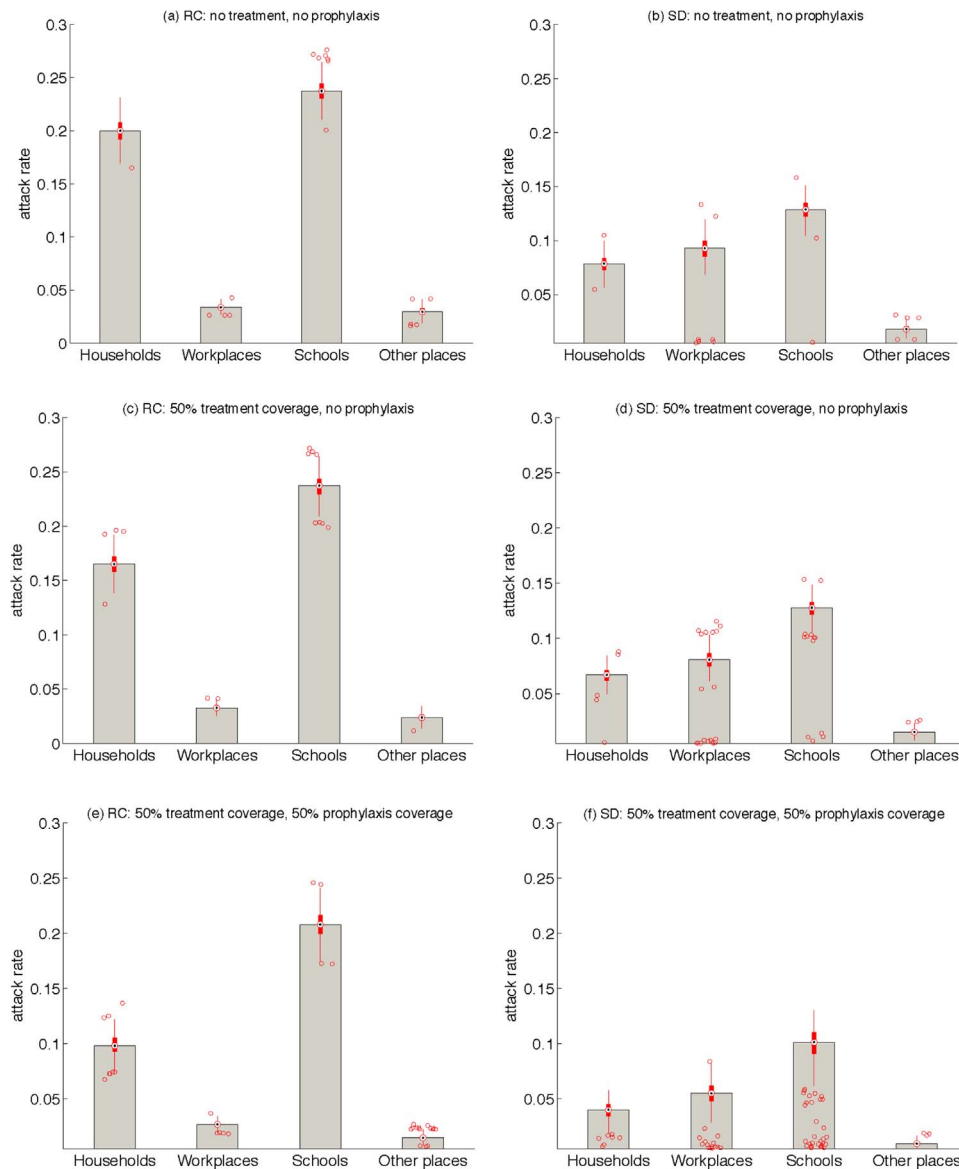 (a) RC: no treatment, no prophylaxis
0.3
0.25
0.2
0.15
0.1
0.05
0
attack rate
Households Workplaces Schools Other places
(b) SD: no treatment, no prophylaxis
0.3
0.25
0.2
0.15
0.1
0.05
attack rate
Households Workplaces Schools Other places
(c) RC: 50% treatment coverage, no prophylaxis
0.3
0.25
0.2
0.15
0.1
0.05
0
attack rate
Households Workplaces Schools Other places
(d) SD: 50% treatment coverage, no prophylaxis
0.3
0.25
0.2
0.15
0.1
0.05
attack rate
Households Workplaces Schools Other places
(e) RC: 50% treatment coverage, 50% prophylaxis coverage
0.3
0.25
0.2
0.15
0.1
0.05
attack rate
Households Workplaces Schools Other places
(f) SD: 50% treatment coverage, 50% prophylaxis coverage
0.3
0.25
0.2
0.15
0.1
0.05
attack rate
Households Workplaces Schools Other places